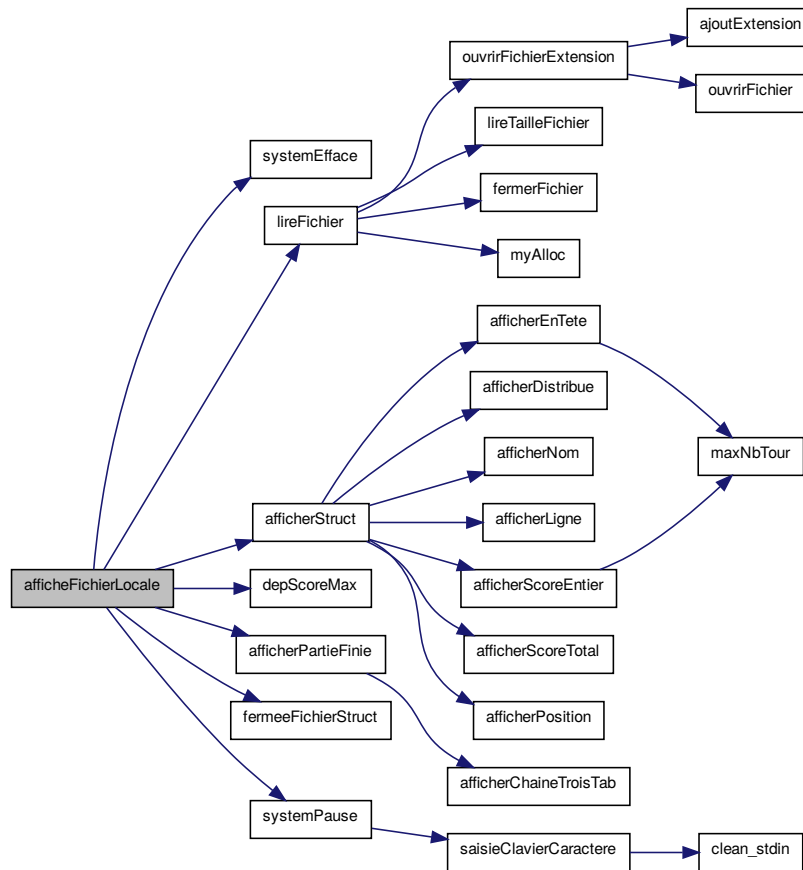 ajoutExtension
ouvrirFichierExtension
ouvrirFichier
lireTailleFichier
systemEfface
fermerFichier
lireFichier
myAlloc
afficherEnTete
afficherDistribue
afficherNom
maxNbTour
afficherStruct
afficherLigne
afficheFichierLocale
depScoreMax
afficherScoreEntier
afficherPartieFinie
afficherScoreTotal
fermeeFichierStruct
afficherPosition
afficherChaineTroisTab
systemPause
saisieClavierCaractere
clean_stdin